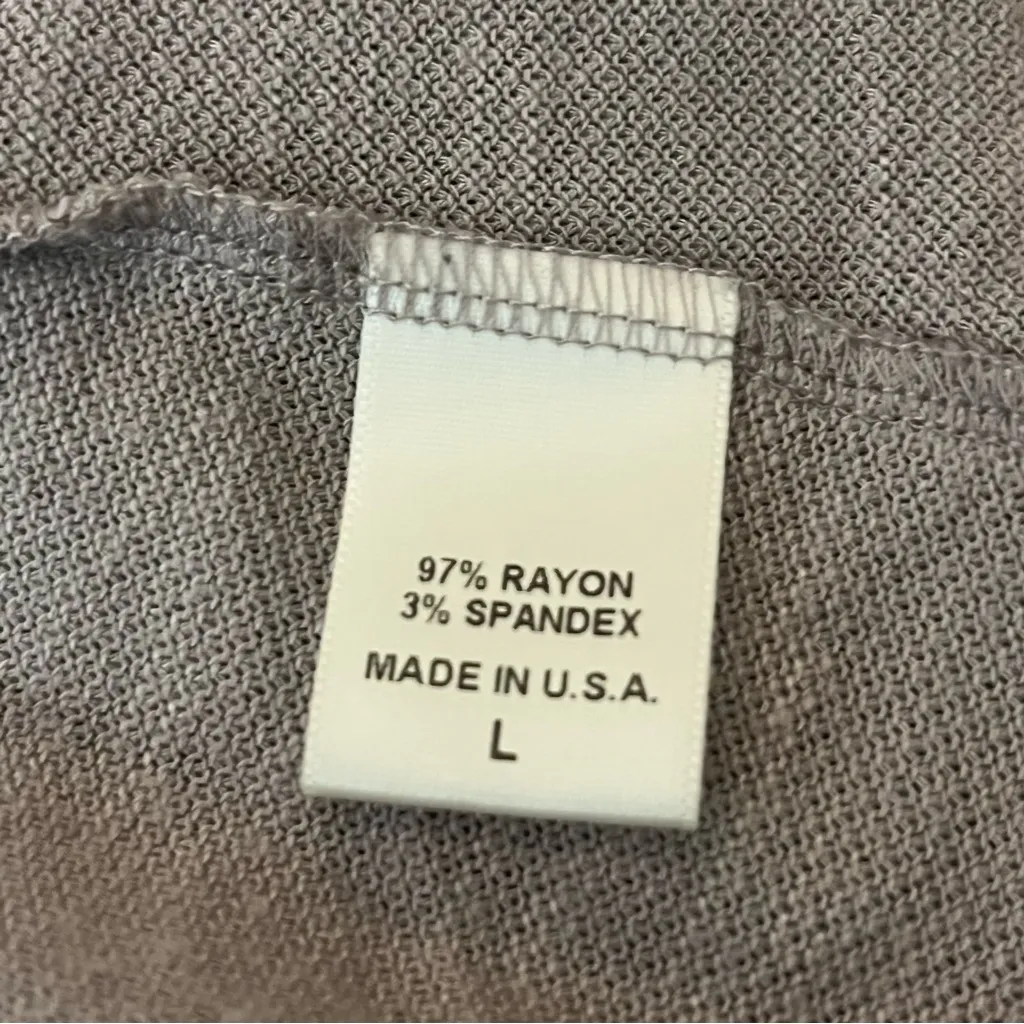 97% RAYON
3% SPANDEX
MADE IN U.S.A.
L